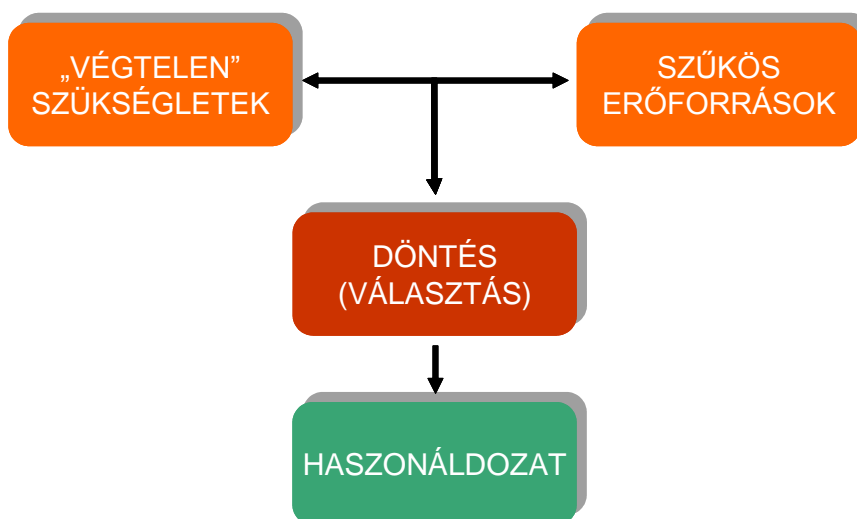 „VÉGTELEN”
SZÜKSÉGLETEK
SZŰKÖS
ERŐFORRÁSOK
DÖNTÉS
(VÁLASZTÁS)
HASZONÁLDOZAT